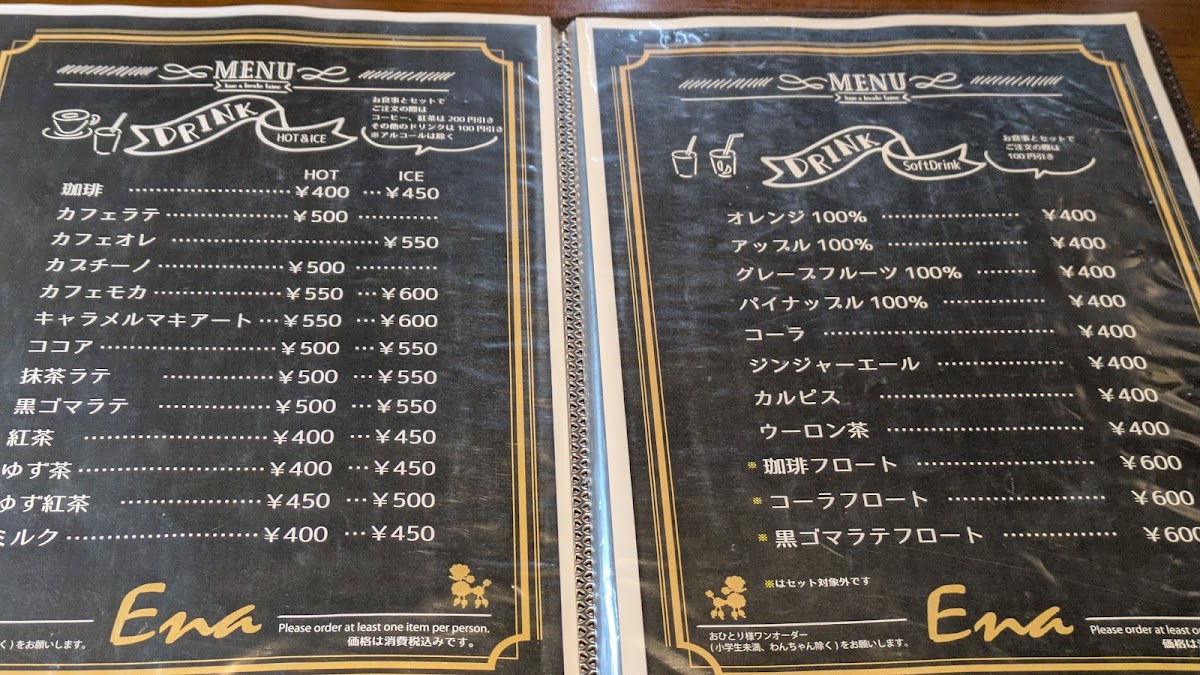 MENU
DRINK
HOT & ICE
お食事とセットで
ご注文の際は
コーヒー、紅茶は 200 円引き
その他のドリンクは 100 円引き
※アルコールは除く
HOT ICE
珈琲 ¥400 ¥450
カフェラテ ¥500
カフェオレ ¥550
カプチーノ ¥500
カフェモカ ¥550 ¥600
キャラメルマキアート ¥550 ¥600
ココア ¥500 ¥550
抹茶ラテ ¥500 ¥550
黒ゴマラテ ¥500 ¥550
紅茶 ¥400 ¥450
ゆず茶 ¥400 ¥450
ゆず紅茶 ¥450 ¥500
ミルク ¥400 ¥450
Ena
Please order at least one item per person.
価格は消費税込みです。
く) をお願いします。
MENU
DRINK
SoftDrink
お食事とセットで
ご注文の際は
100 円引き
オレンジ 100% ¥400
アップル 100% ¥400
グレープフルーツ 100% ¥400
パイナップル 100% ¥400
コーラ ¥400
ジンジャーエール ¥400
カルピス ¥400
ウーロン茶 ¥400
※ 珈琲フロート ¥600
※ コーラフロート ¥600
※ 黒ゴマラテフロート ¥600
※はセット対象外です
Ena
おひとり様ワンオーダー
(小学生未満、わんちゃん除く) をお願いします。
Please order at least
価格は消